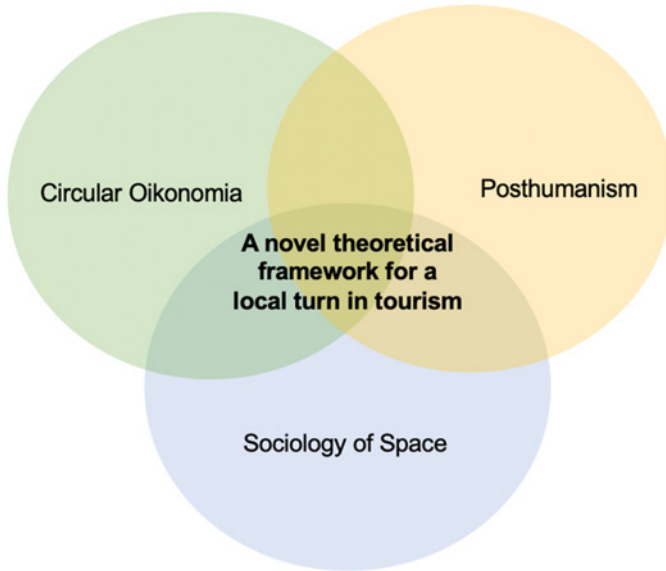 Circular Oikonomia
Posthumanism
A novel theoretical
framework for a
local turn in tourism
Sociology of Space